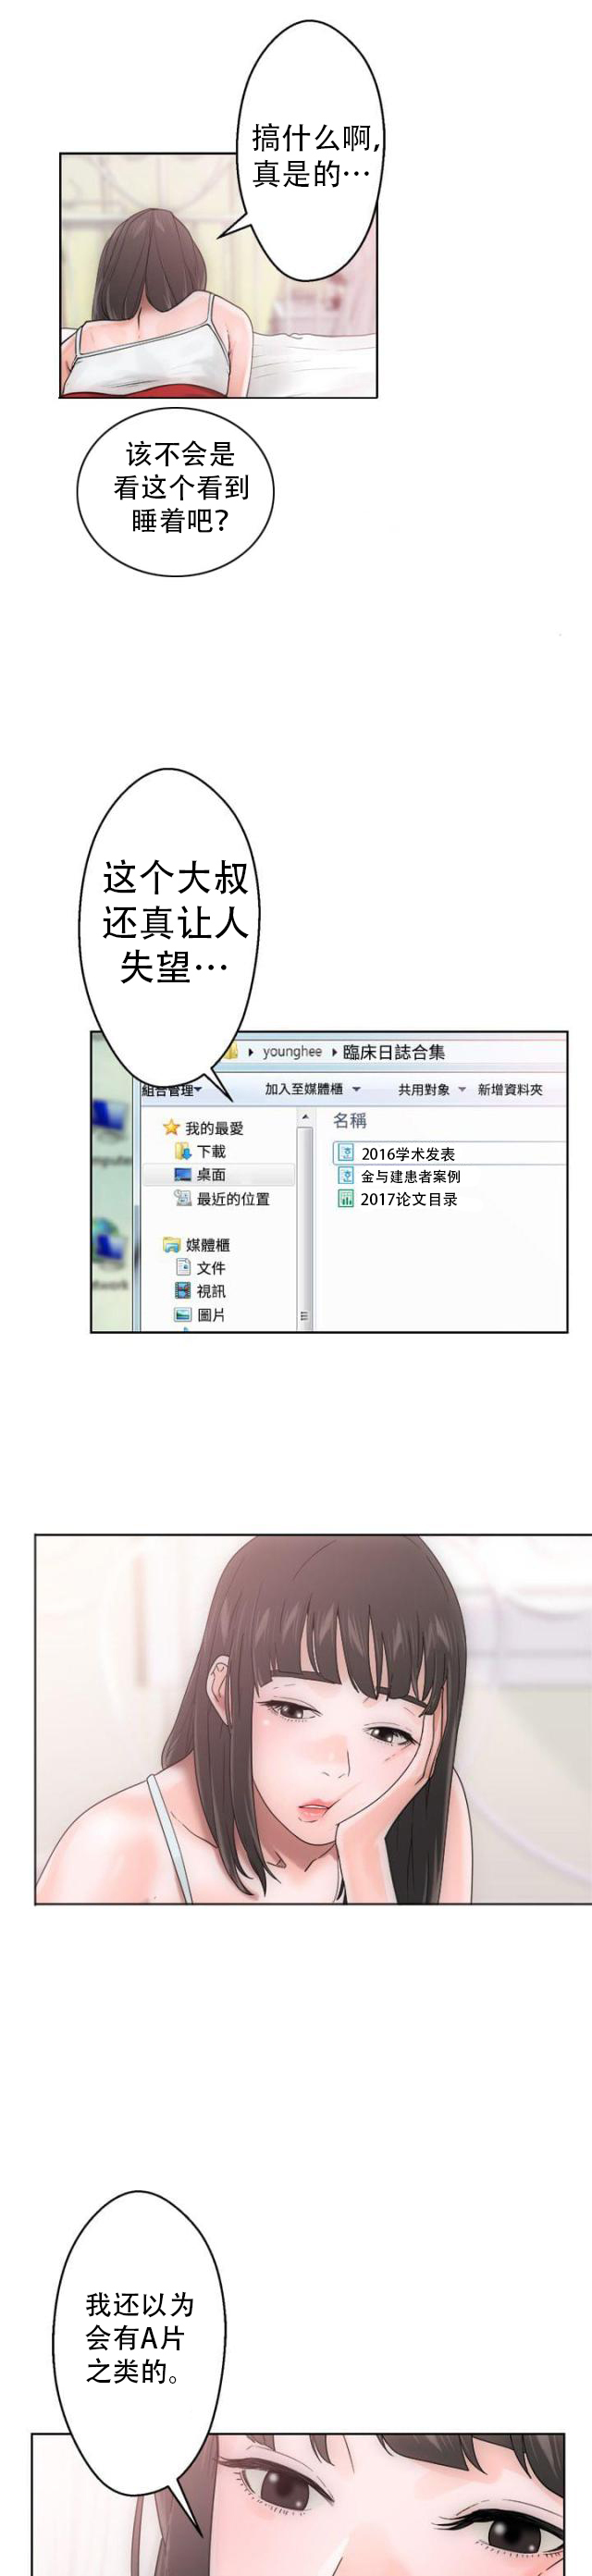 搞什么啊,
真是的…
该不会是
看这个看到
睡着吧?
这个大叔
还真让人
失望…
younghee 臨床日誌合集
組合管理 加入至媒體櫃 共用對象 新增資料夾
我的最愛
下載
桌面
最近的位置
媒體櫃
文件
視訊
圖片
名稱
2016学术发表
金与建患者案例
2017论文目录
我还以为
会有A片
之类的。